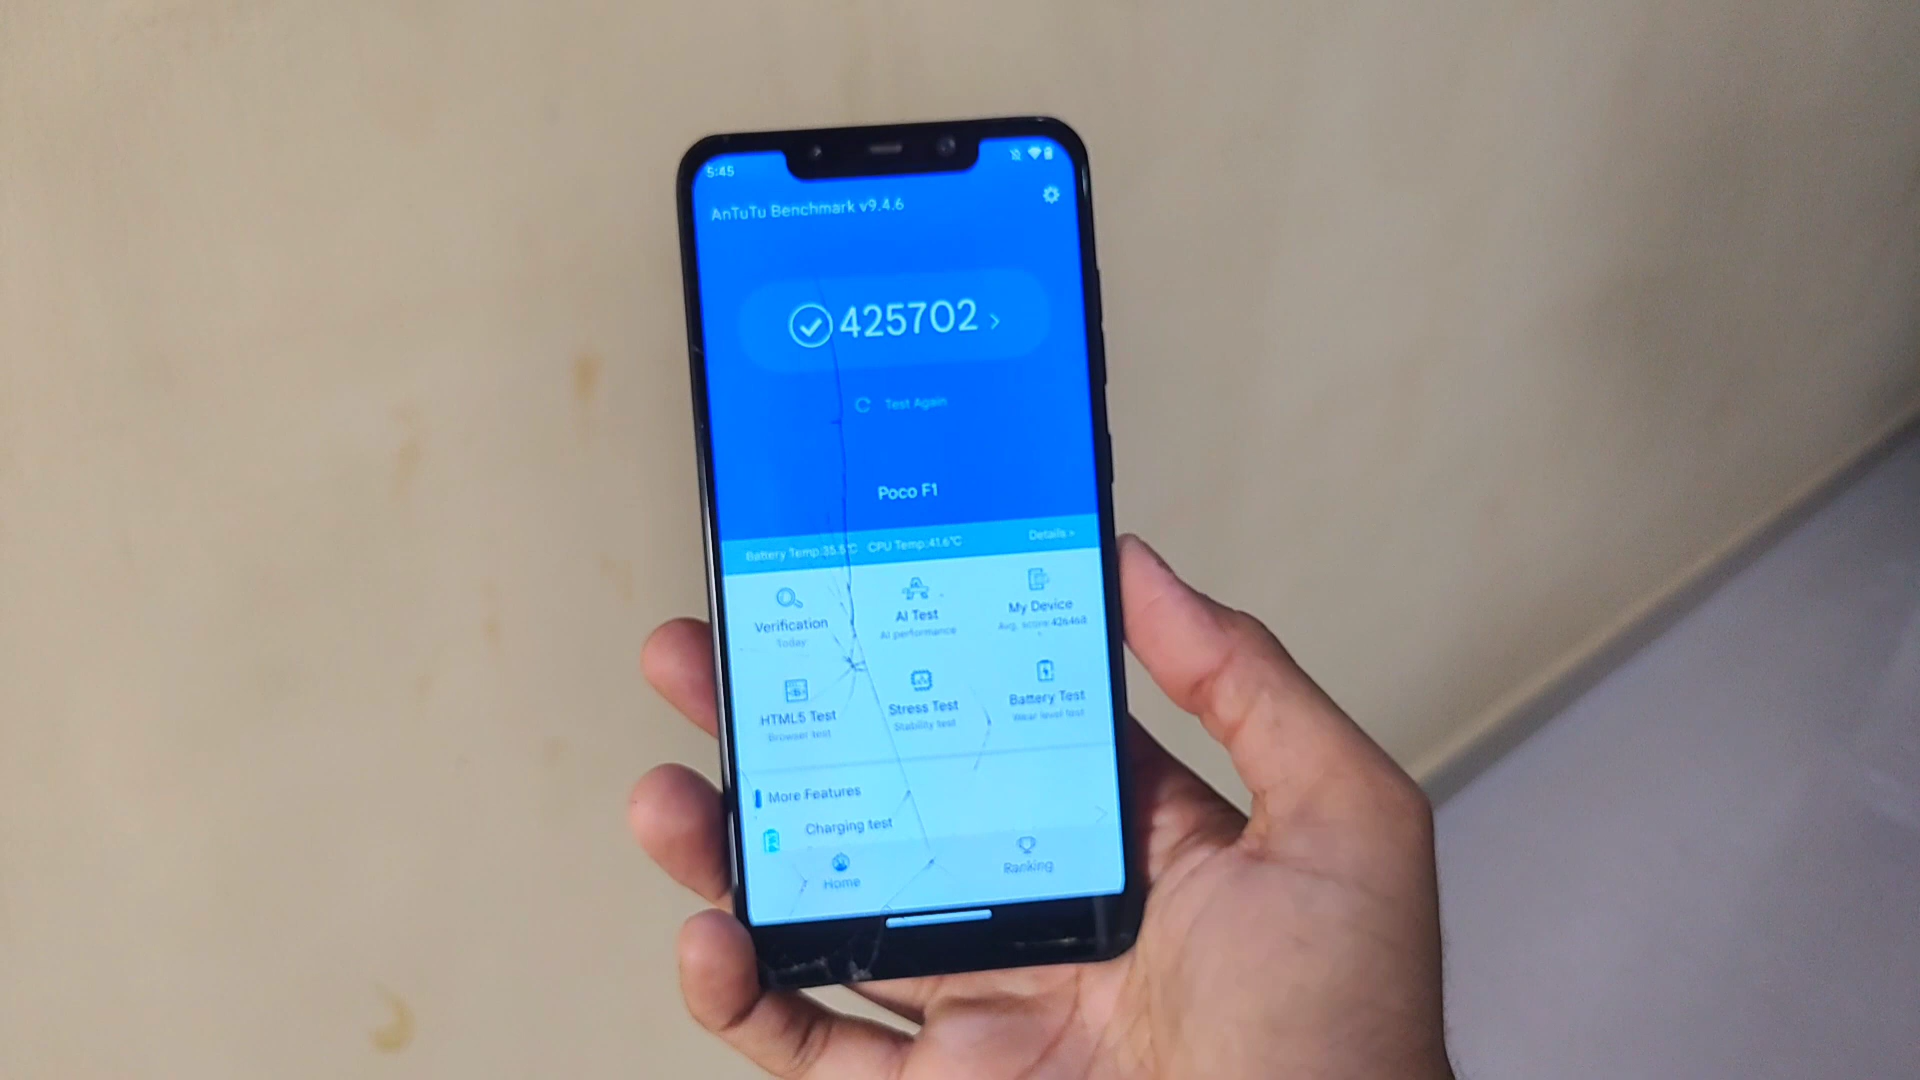 5:45
AnTuTu Benchmark v9.4.6
425702 >
Test Again
Poco F1
Battery Temp:35.5°C CPU Temp:41.6°C Details >
Verification AI Test My Device
Today AI performance Avg. score:
HTML5 Test Stress Test Battery Test
Browser test Stability test Wear level test
More Features
Charging test
Home Ranking